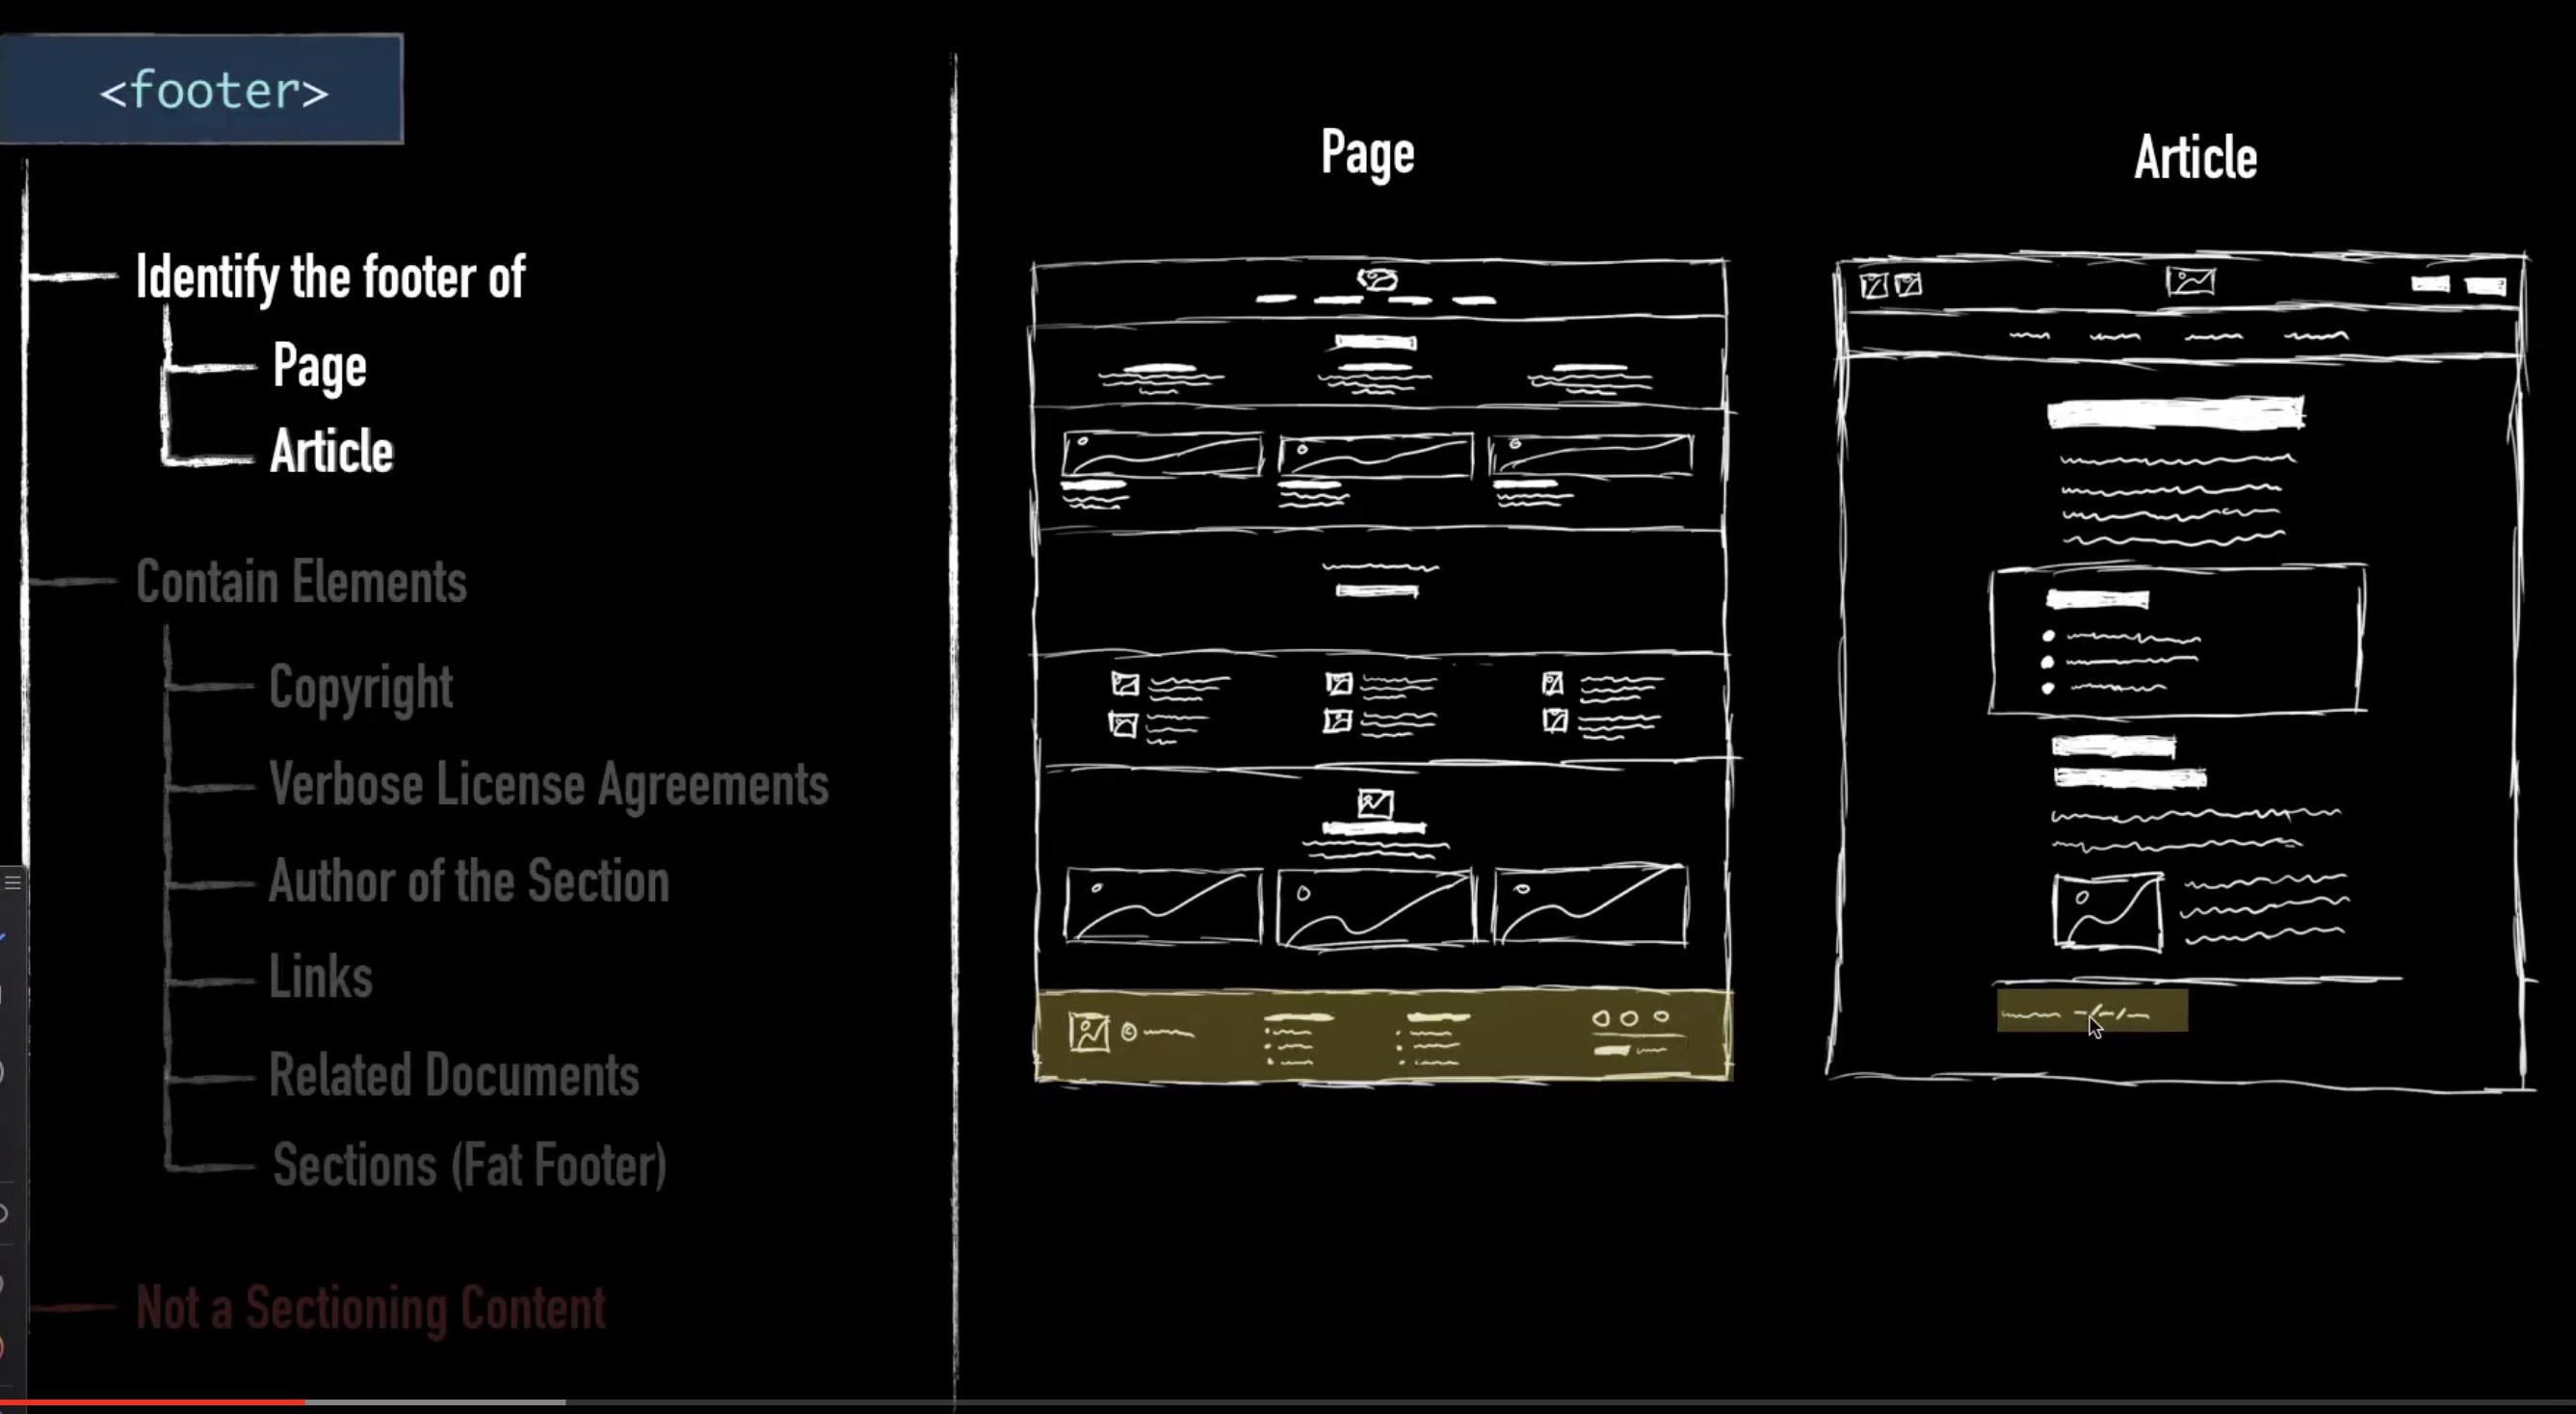 <footer>
Identify the footer of
Page
Article
Contain Elements
Copyright
Verbose License Agreements
Author of the Section
Links
Related Documents
Sections (Fat Footer)
Not a Sectioning Content
Page
Article